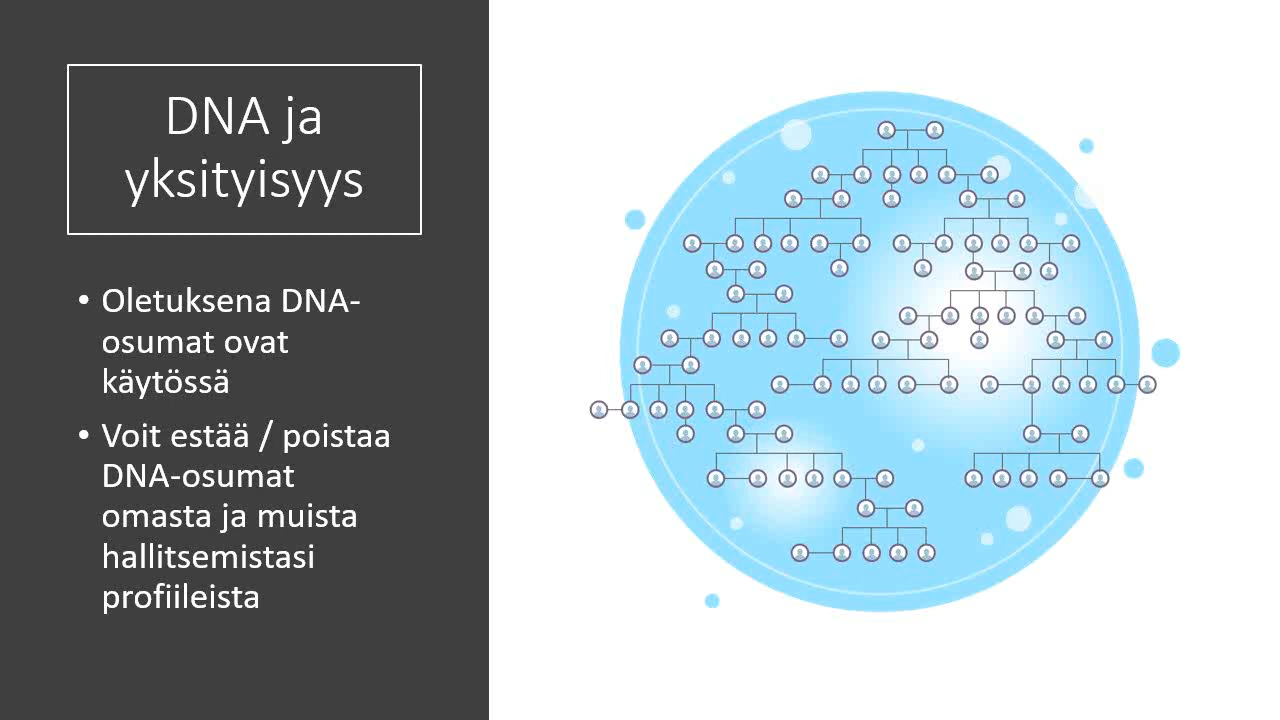 DNA ja
yksityisyys
• Oletuksena DNA-
osumat ovat
käytössä
• Voit estää / poistaa
DNA-osumat
omasta ja muista
hallitsemistasi
profiileista